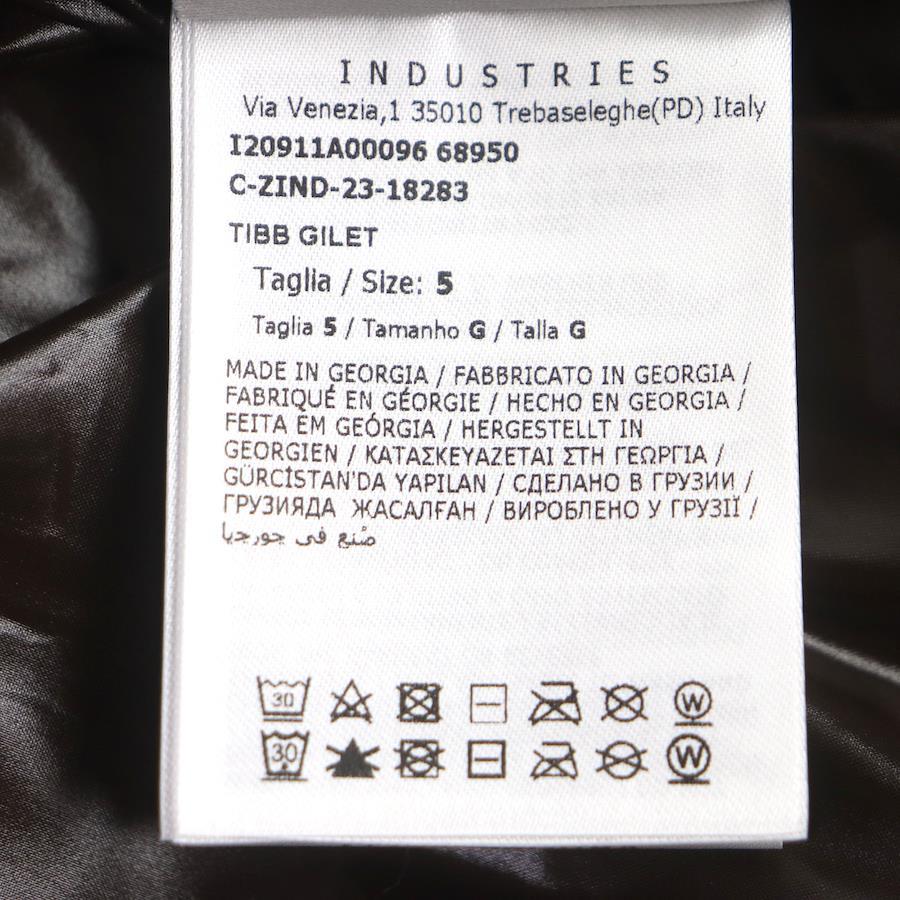 INDUSTRIES
Via Venezia,1 35010 Trebaseleghe(PD) Italy
I20911A00096 68950
C-ZIND-23-18283
TIBB GILET
Taglia / Size: 5
Taglia 5 / Tamanho G / Talla G
MADE IN GEORGIA / FABBRICATO IN GEORGIA /
FABRIQUÉ EN GÉORGIE / HECHO EN GEORGIA /
FEITA EM GEÓRGIA / HERGESTELLT IN
GEORGIEN / ΚΑΤΑΣΚΕΥΑΖΕΤΑΙ ΣΤΗ ΓΕΩΡΓΙΑ /
GÜRCİSTAN'DA YAPILAN / СДЕЛАНО В ГРУЗИИ /
ГРУЗИЯДА ЖАСАЛҒАН / ВИРОБЛЕНО У ГРУЗІЇ /
صُنع في جورجيا
30 W
30 W